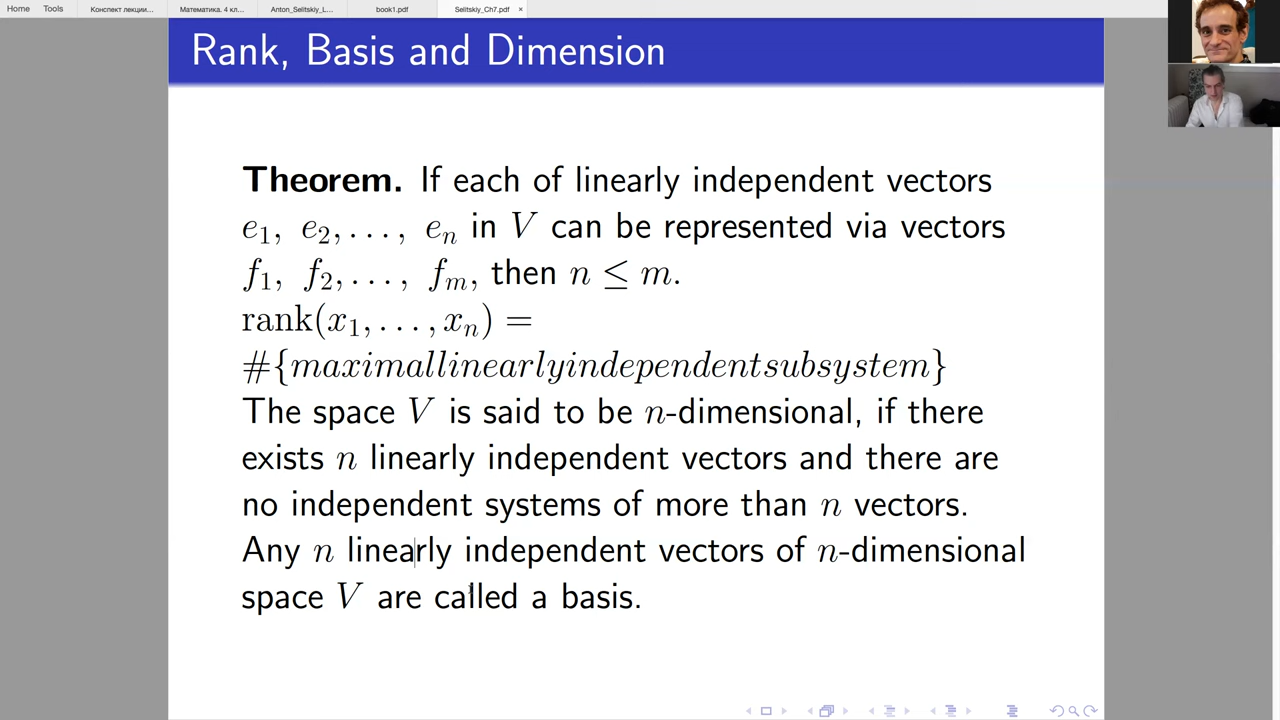 Home Tools Конспект лекции... Математика. 4 кл... Anton_Selitskiy_L... book1.pdf Selitskiy_Ch7.pdf ×
Rank, Basis and Dimension
Theorem. If each of linearly independent vectors
e₁, e₂, . . . , eₙ in V can be represented via vectors
f₁, f₂, . . . , fₘ, then n ≤ m.
rank(x₁, . . . , xₙ) =
#{maximallinearlyindependentsubsystem}
The space V is said to be n-dimensional, if there
exists n linearly independent vectors and there are
no independent systems of more than n vectors.
Any n linearly independent vectors of n-dimensional
space V are called a basis.